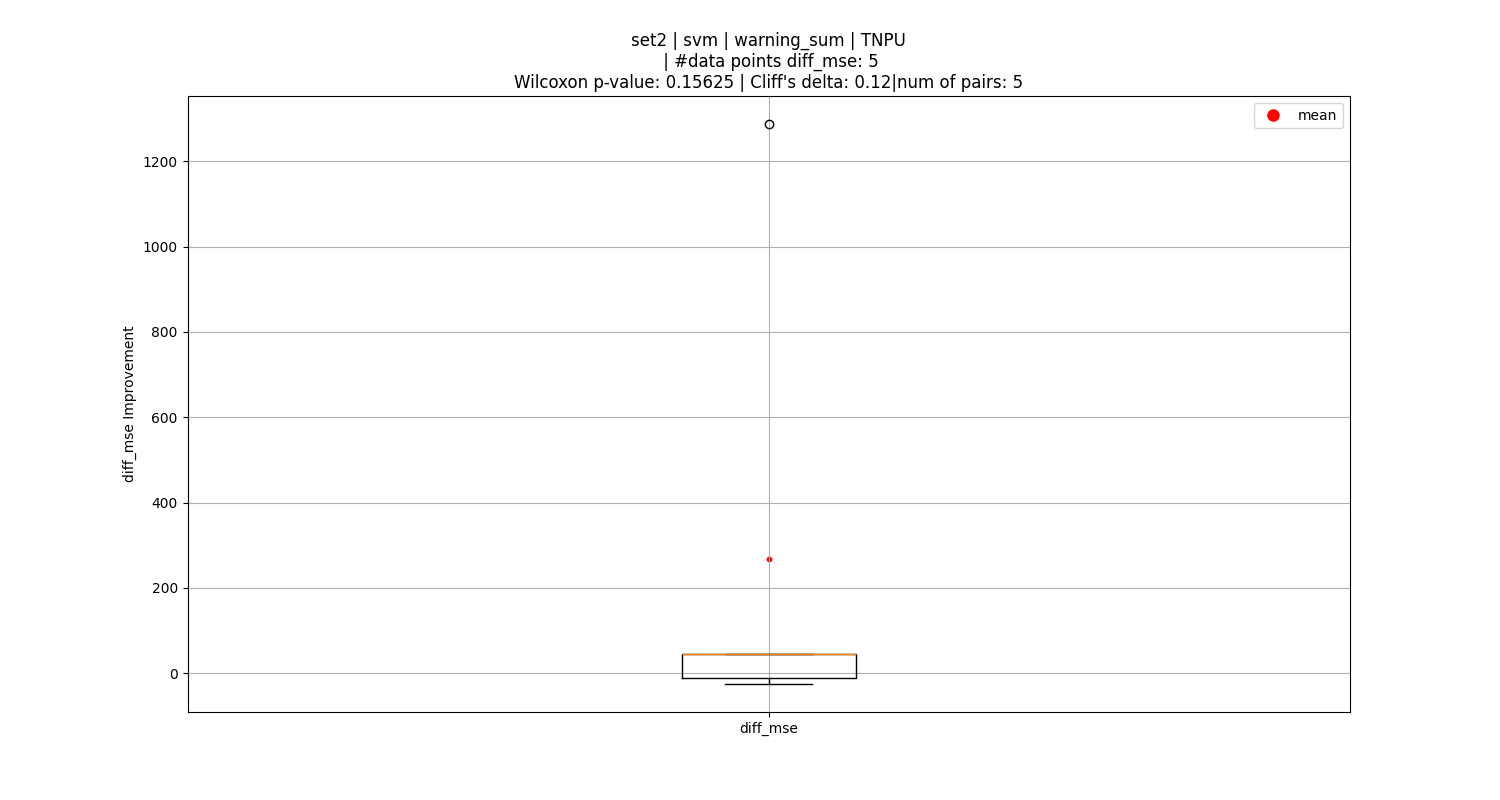 set2 | svm | warning_sum | TNPU
| #data points diff_mse: 5
Wilcoxon p-value: 0.15625 | Cliff's delta: 0.12|num of pairs: 5
mean
1200
1000
800
600
400
200
0
diff_mse Improvement
diff_mse